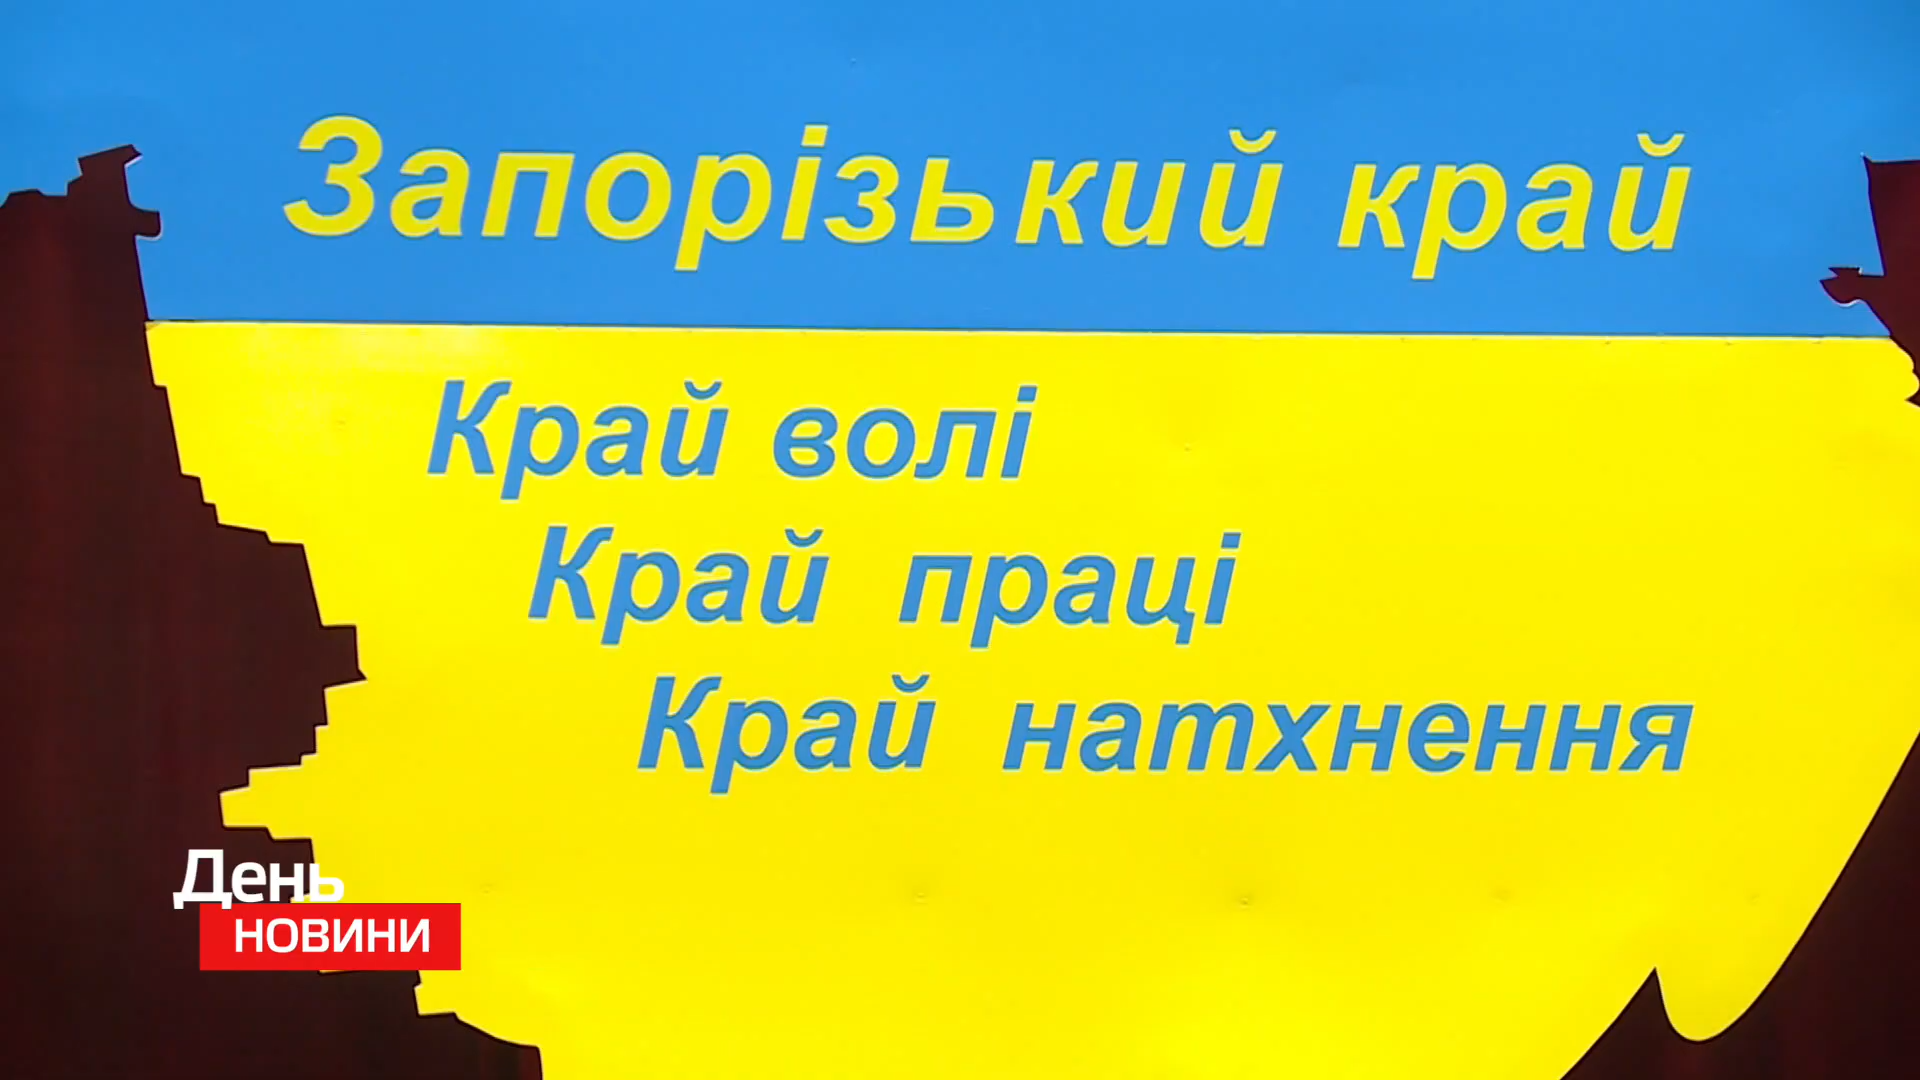 Запорізький край
Край волі
Край праці
Край натхнення
День
НОВИНИ